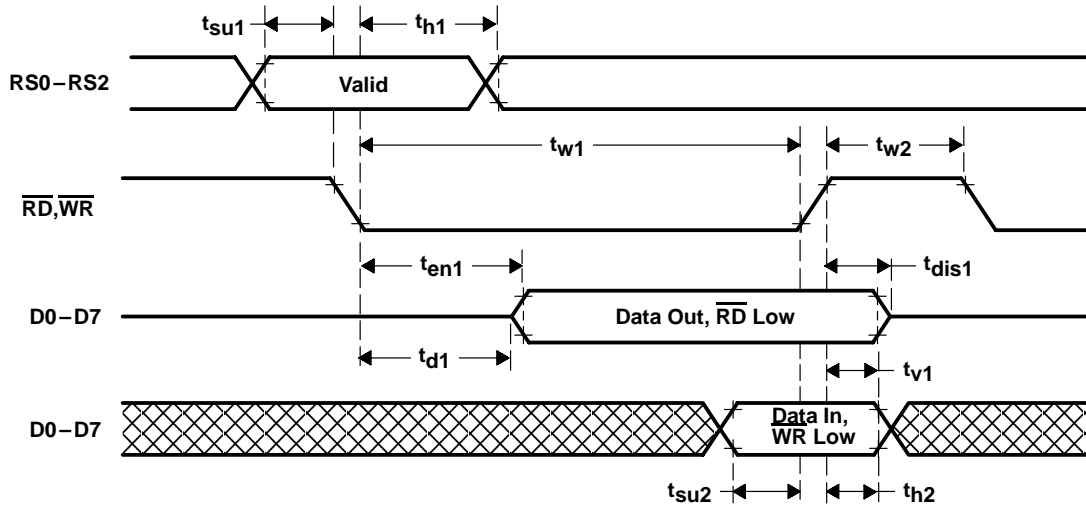 tsu1
th1
RS0–RS2
Valid
tw1
tw2
RD,WR
ten1
tdis1
D0–D7
Data Out, RD Low
td1
tv1
D0–D7
Data In,
WR Low
tsu2
th2